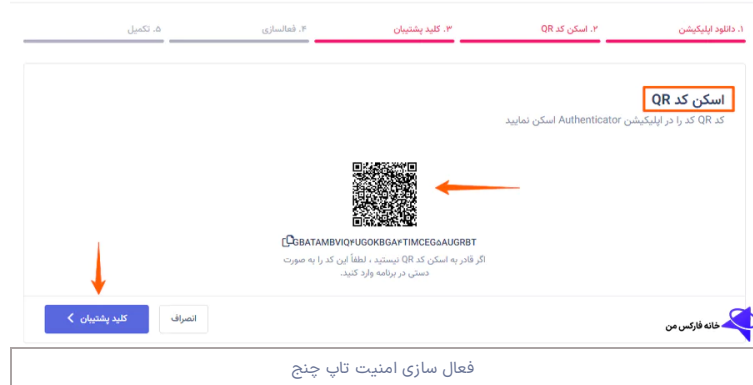 ۱. دانلود اپلیکیشن
۲. اسکن کد QR
۳. کلید پشتیبان
۴. فعالسازی
۵. تکمیل
اسکن کد QR
کد QR کد را در اپلیکیشن Authenticator اسکن نمایید
GBATAMBVIQ۴UGOKBGA۴TIMCEG۵AUGRBT
اگر قادر به اسکن کد QR نیستید ، لطفاً این کد را به صورت
دستی در برنامه وارد کنید.
کلید پشتیبان
انصراف
خانه فارکس من
فعال سازی امنیت تاپ چنج